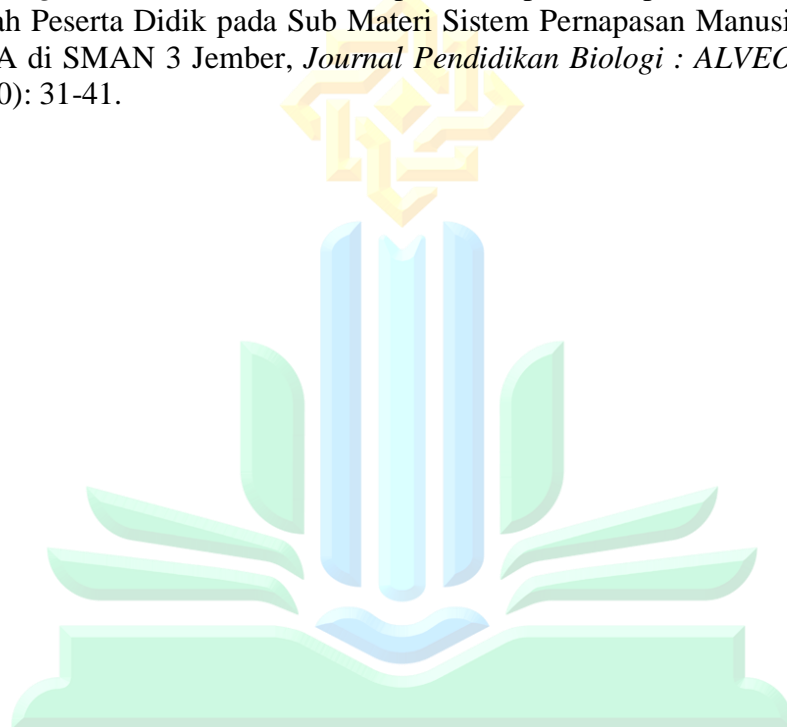 ah Peserta Didik pada Sub Materi Sistem Pernapasan Manusi
A di SMAN 3 Jember, Journal Pendidikan Biologi : ALVEO
0): 31-41.